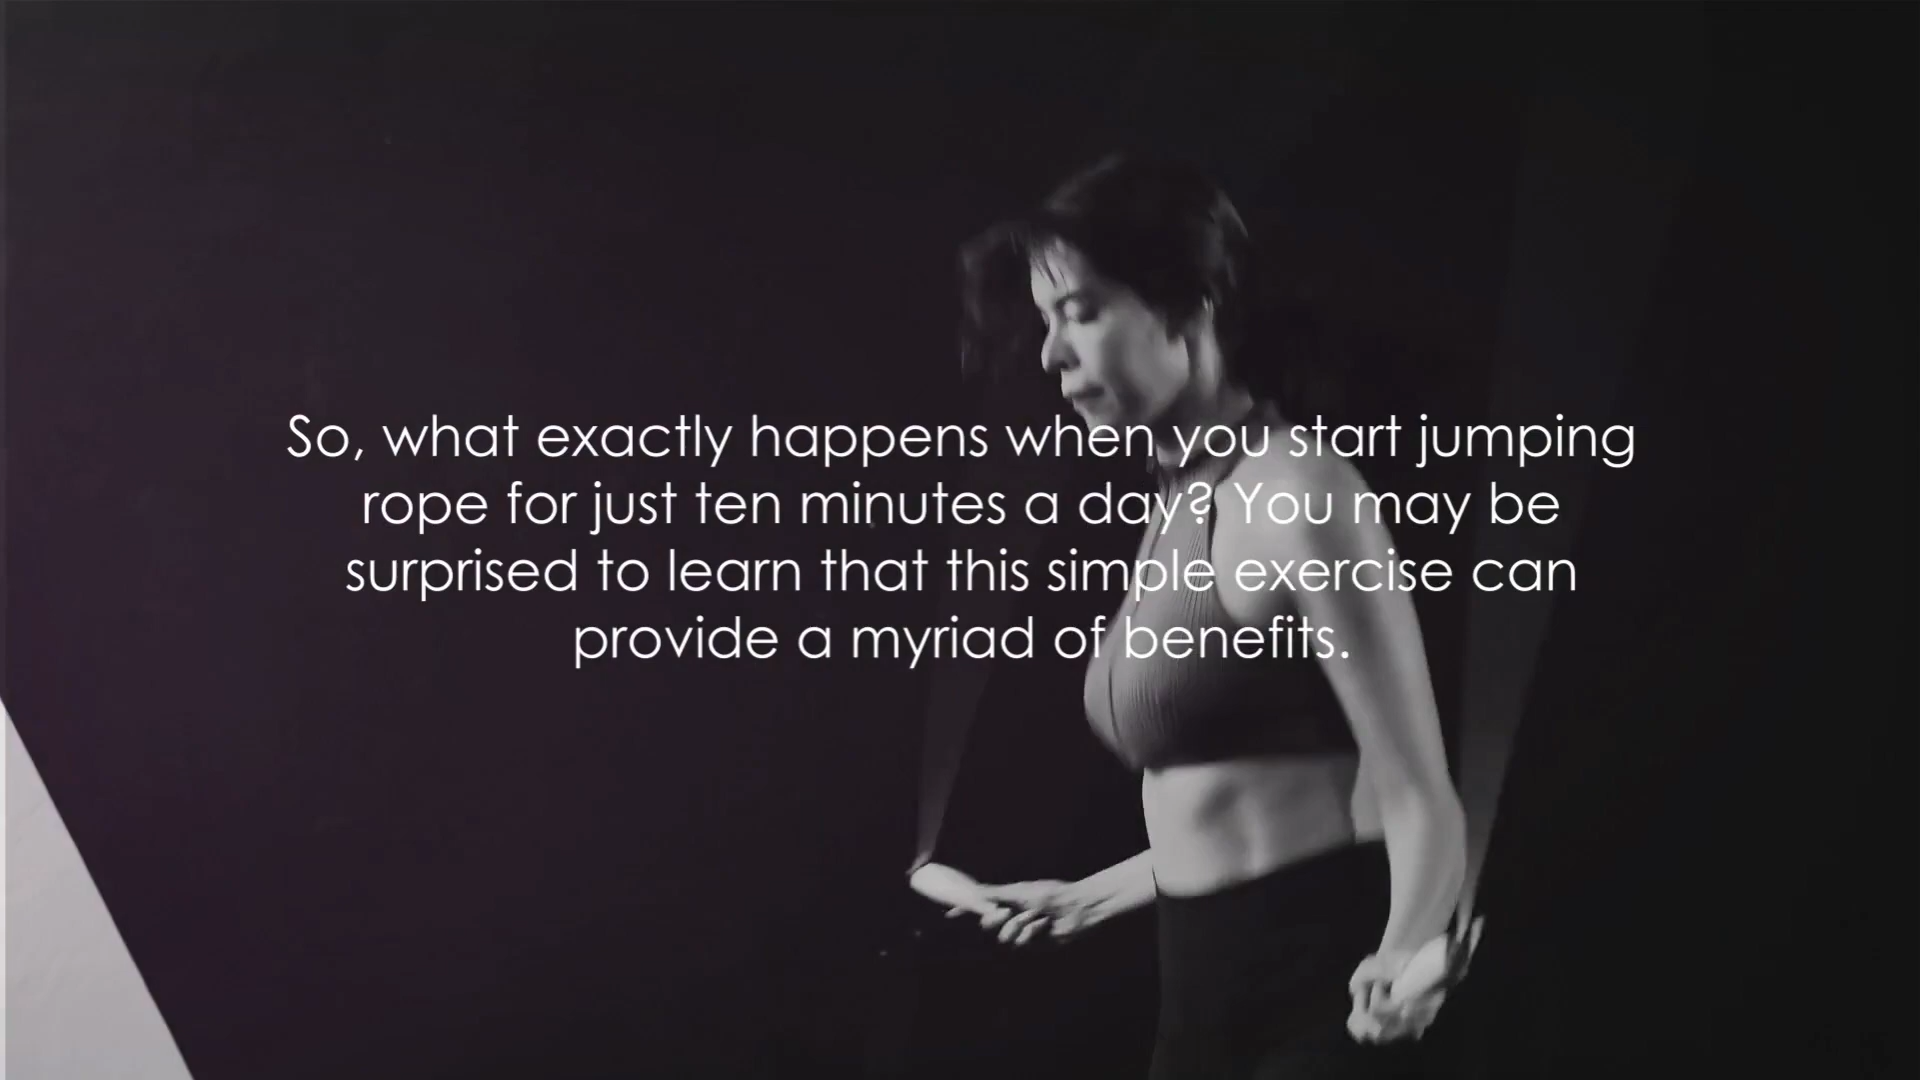 So, what exactly happens when you start jumping
rope for just ten minutes a day? You may be
surprised to learn that this simple exercise can
provide a myriad of benefits.